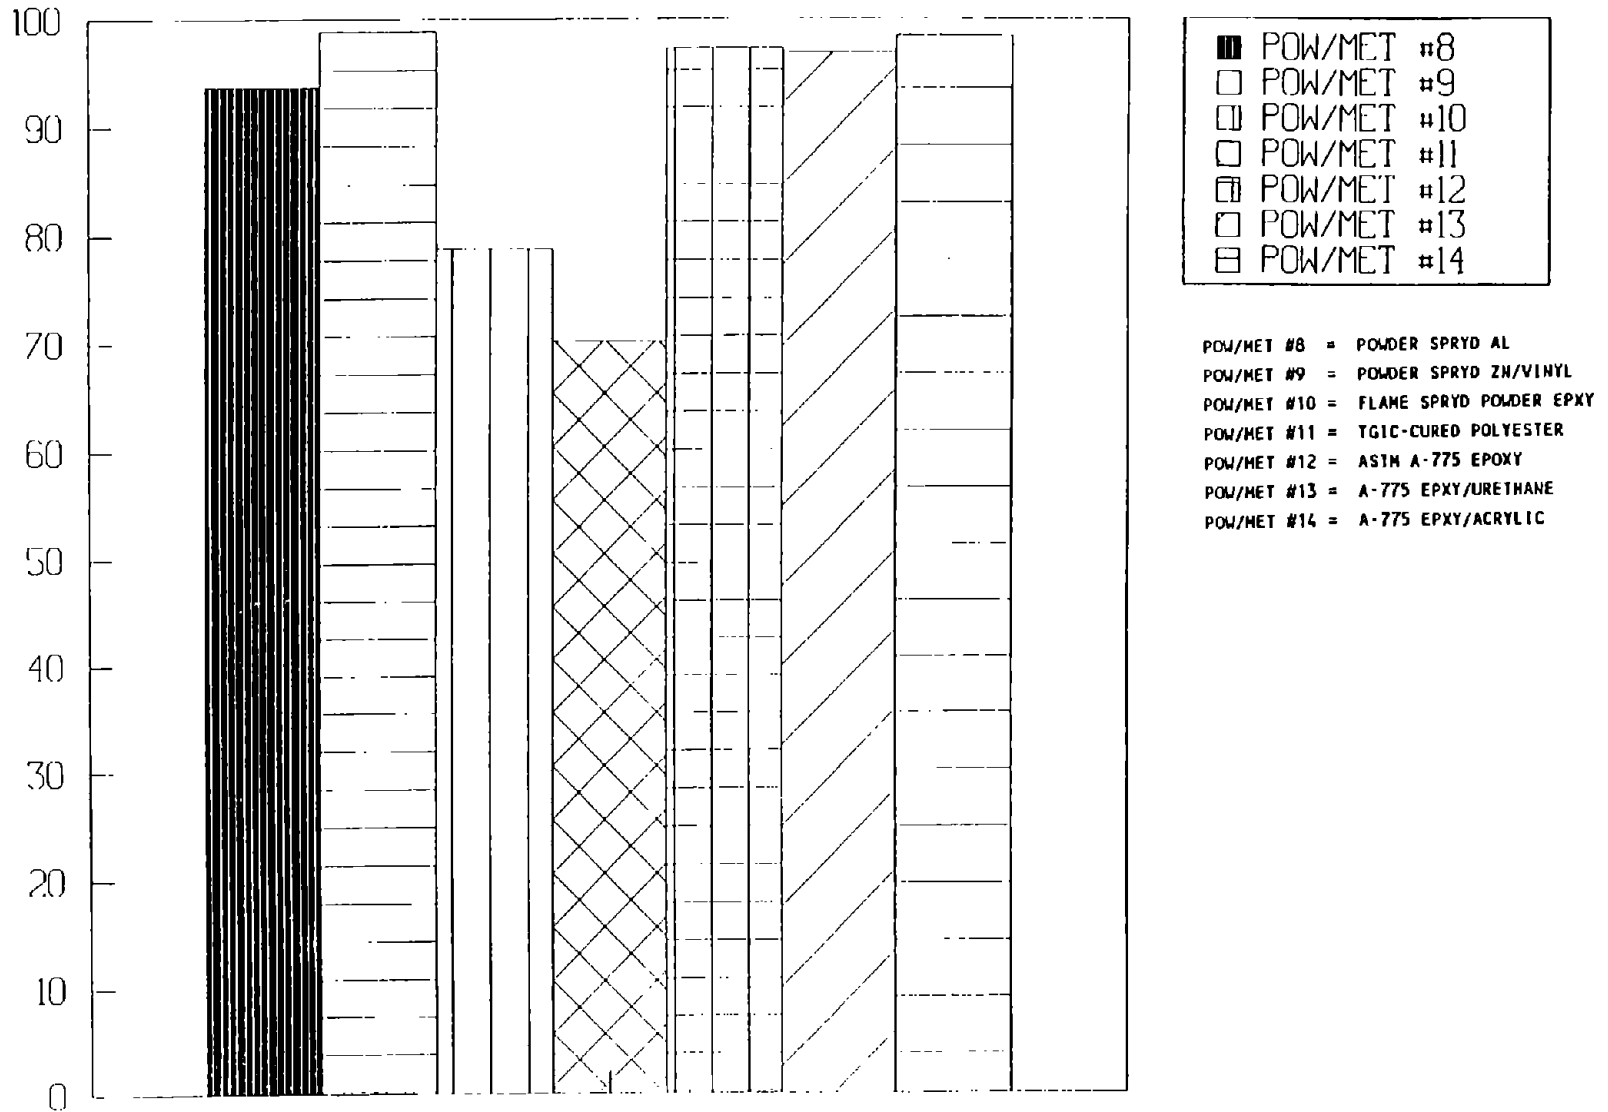 100
90
80
70
60
50
40
30
20
10
0
POW/MET #8
POW/MET #9
POW/MET #10
POW/MET #11
POW/MET #12
POW/MET #13
POW/MET #14
POW/MET #8 = POWDER SPRYD AL
POW/MET #9 = POWDER SPRYD ZN/VINYL
POW/MET #10 = FLAME SPRYD POWDER EPXY
POW/MET #11 = TGIC-CURED POLYESTER
POW/MET #12 = ASTM A-775 EPOXY
POW/MET #13 = A-775 EPXY/URETHANE
POW/MET #14 = A-775 EPXY/ACRYLIC